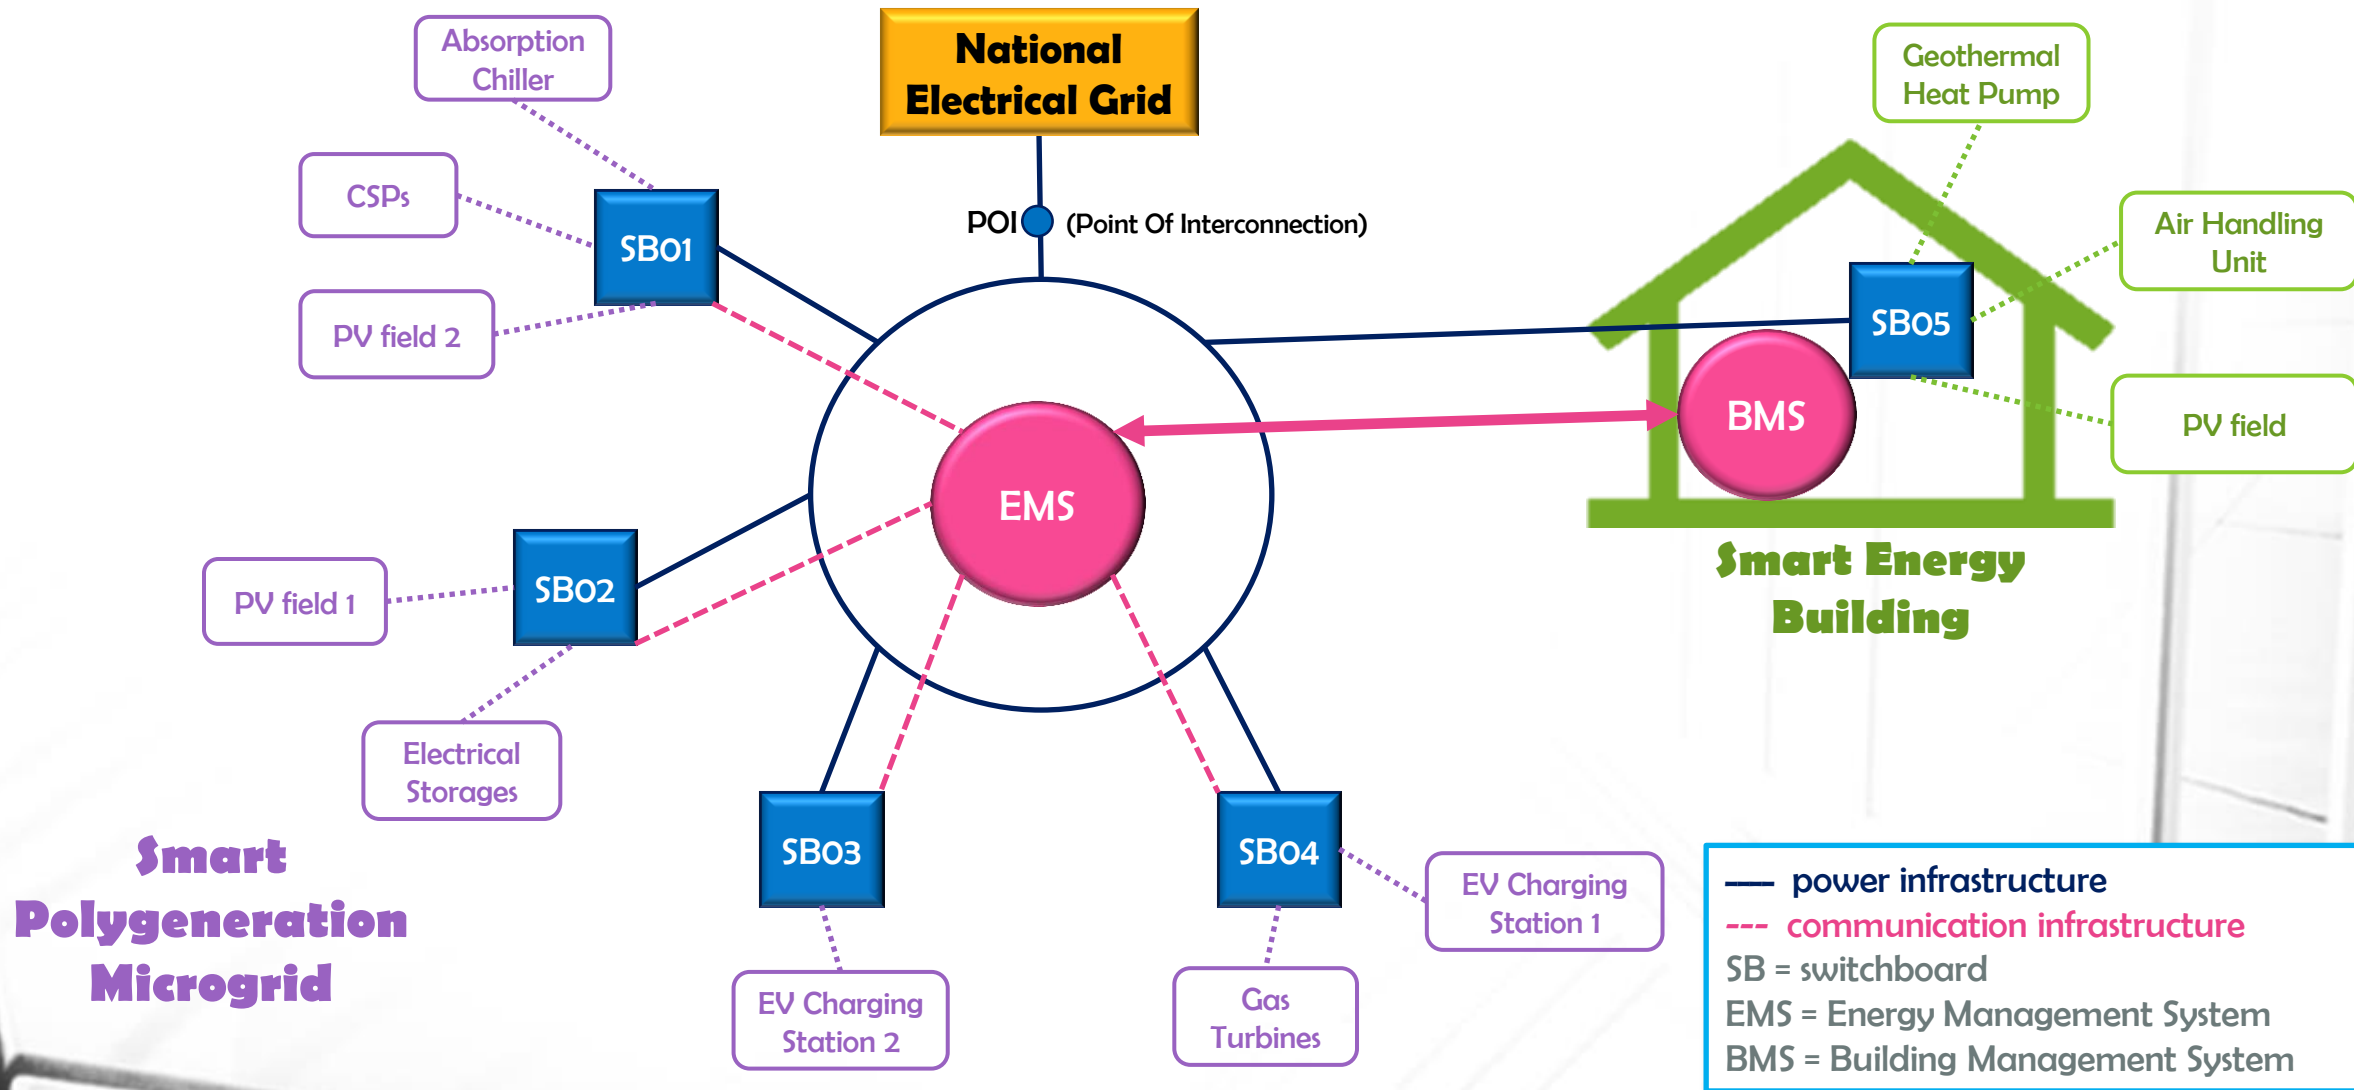 Absorption
Chiller
National
Electrical Grid
Geothermal
Heat Pump
CSPs
SB01
POI (Point Of Interconnection)
Air Handling
Unit
PV field 2
SB05
BMS
PV field
EMS
Smart Energy
Building
PV field 1
SB02
Electrical
Storages
SB03
SB04
Smart
Polygeneration
Microgrid
EV Charging
Station 1
EV Charging
Station 2
Gas
Turbines
power infrastructure
communication infrastructure
SB = switchboard
EMS = Energy Management System
BMS = Building Management System